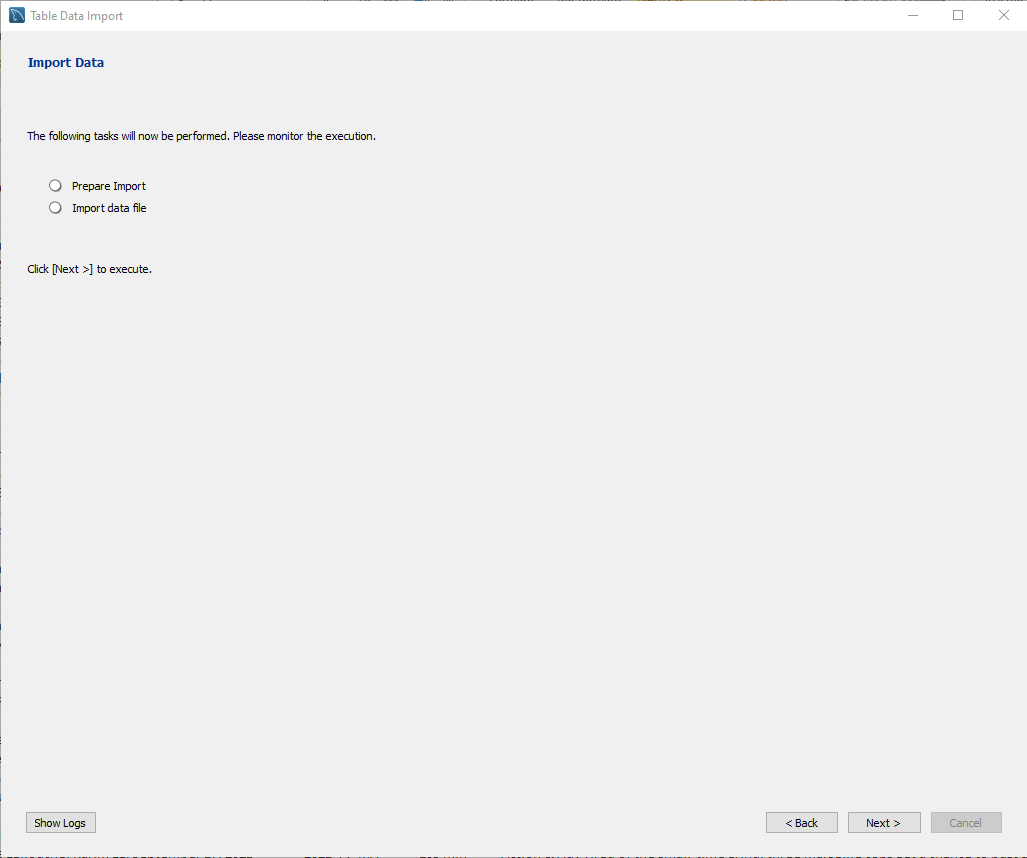 Table Data Import
Import Data
The following tasks will now be performed. Please monitor the execution.
Prepare Import
Import data file
Click [Next >] to execute.
Show Logs
< Back
Next >
Cancel